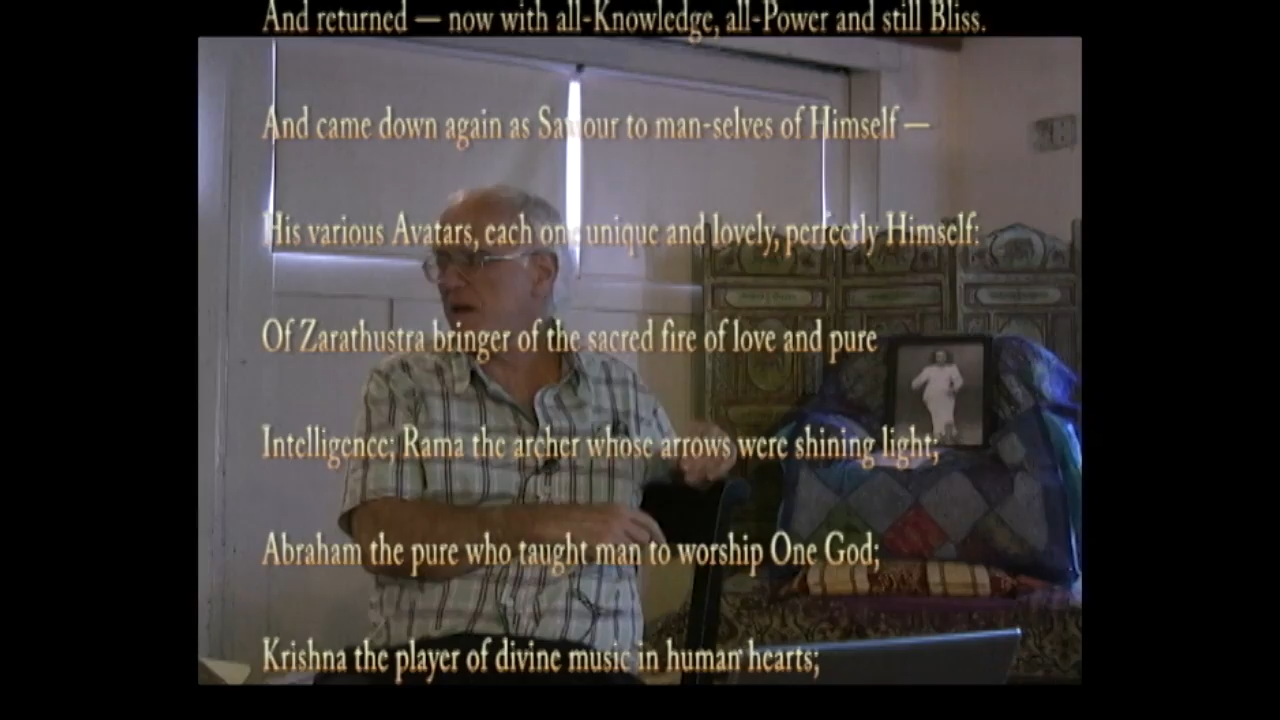 And returned — now with all-Knowledge, all-Power and still Bliss.
And came down again as Saviour to man-selves of Himself —
His various Avatars, each one unique and lovely, perfectly Himself:
Of Zarathustra bringer of the sacred fire of love and pure
Intelligence; Rama the archer whose arrows were shining light;
Abraham the pure who taught man to worship One God;
Krishna the player of divine music in human hearts;